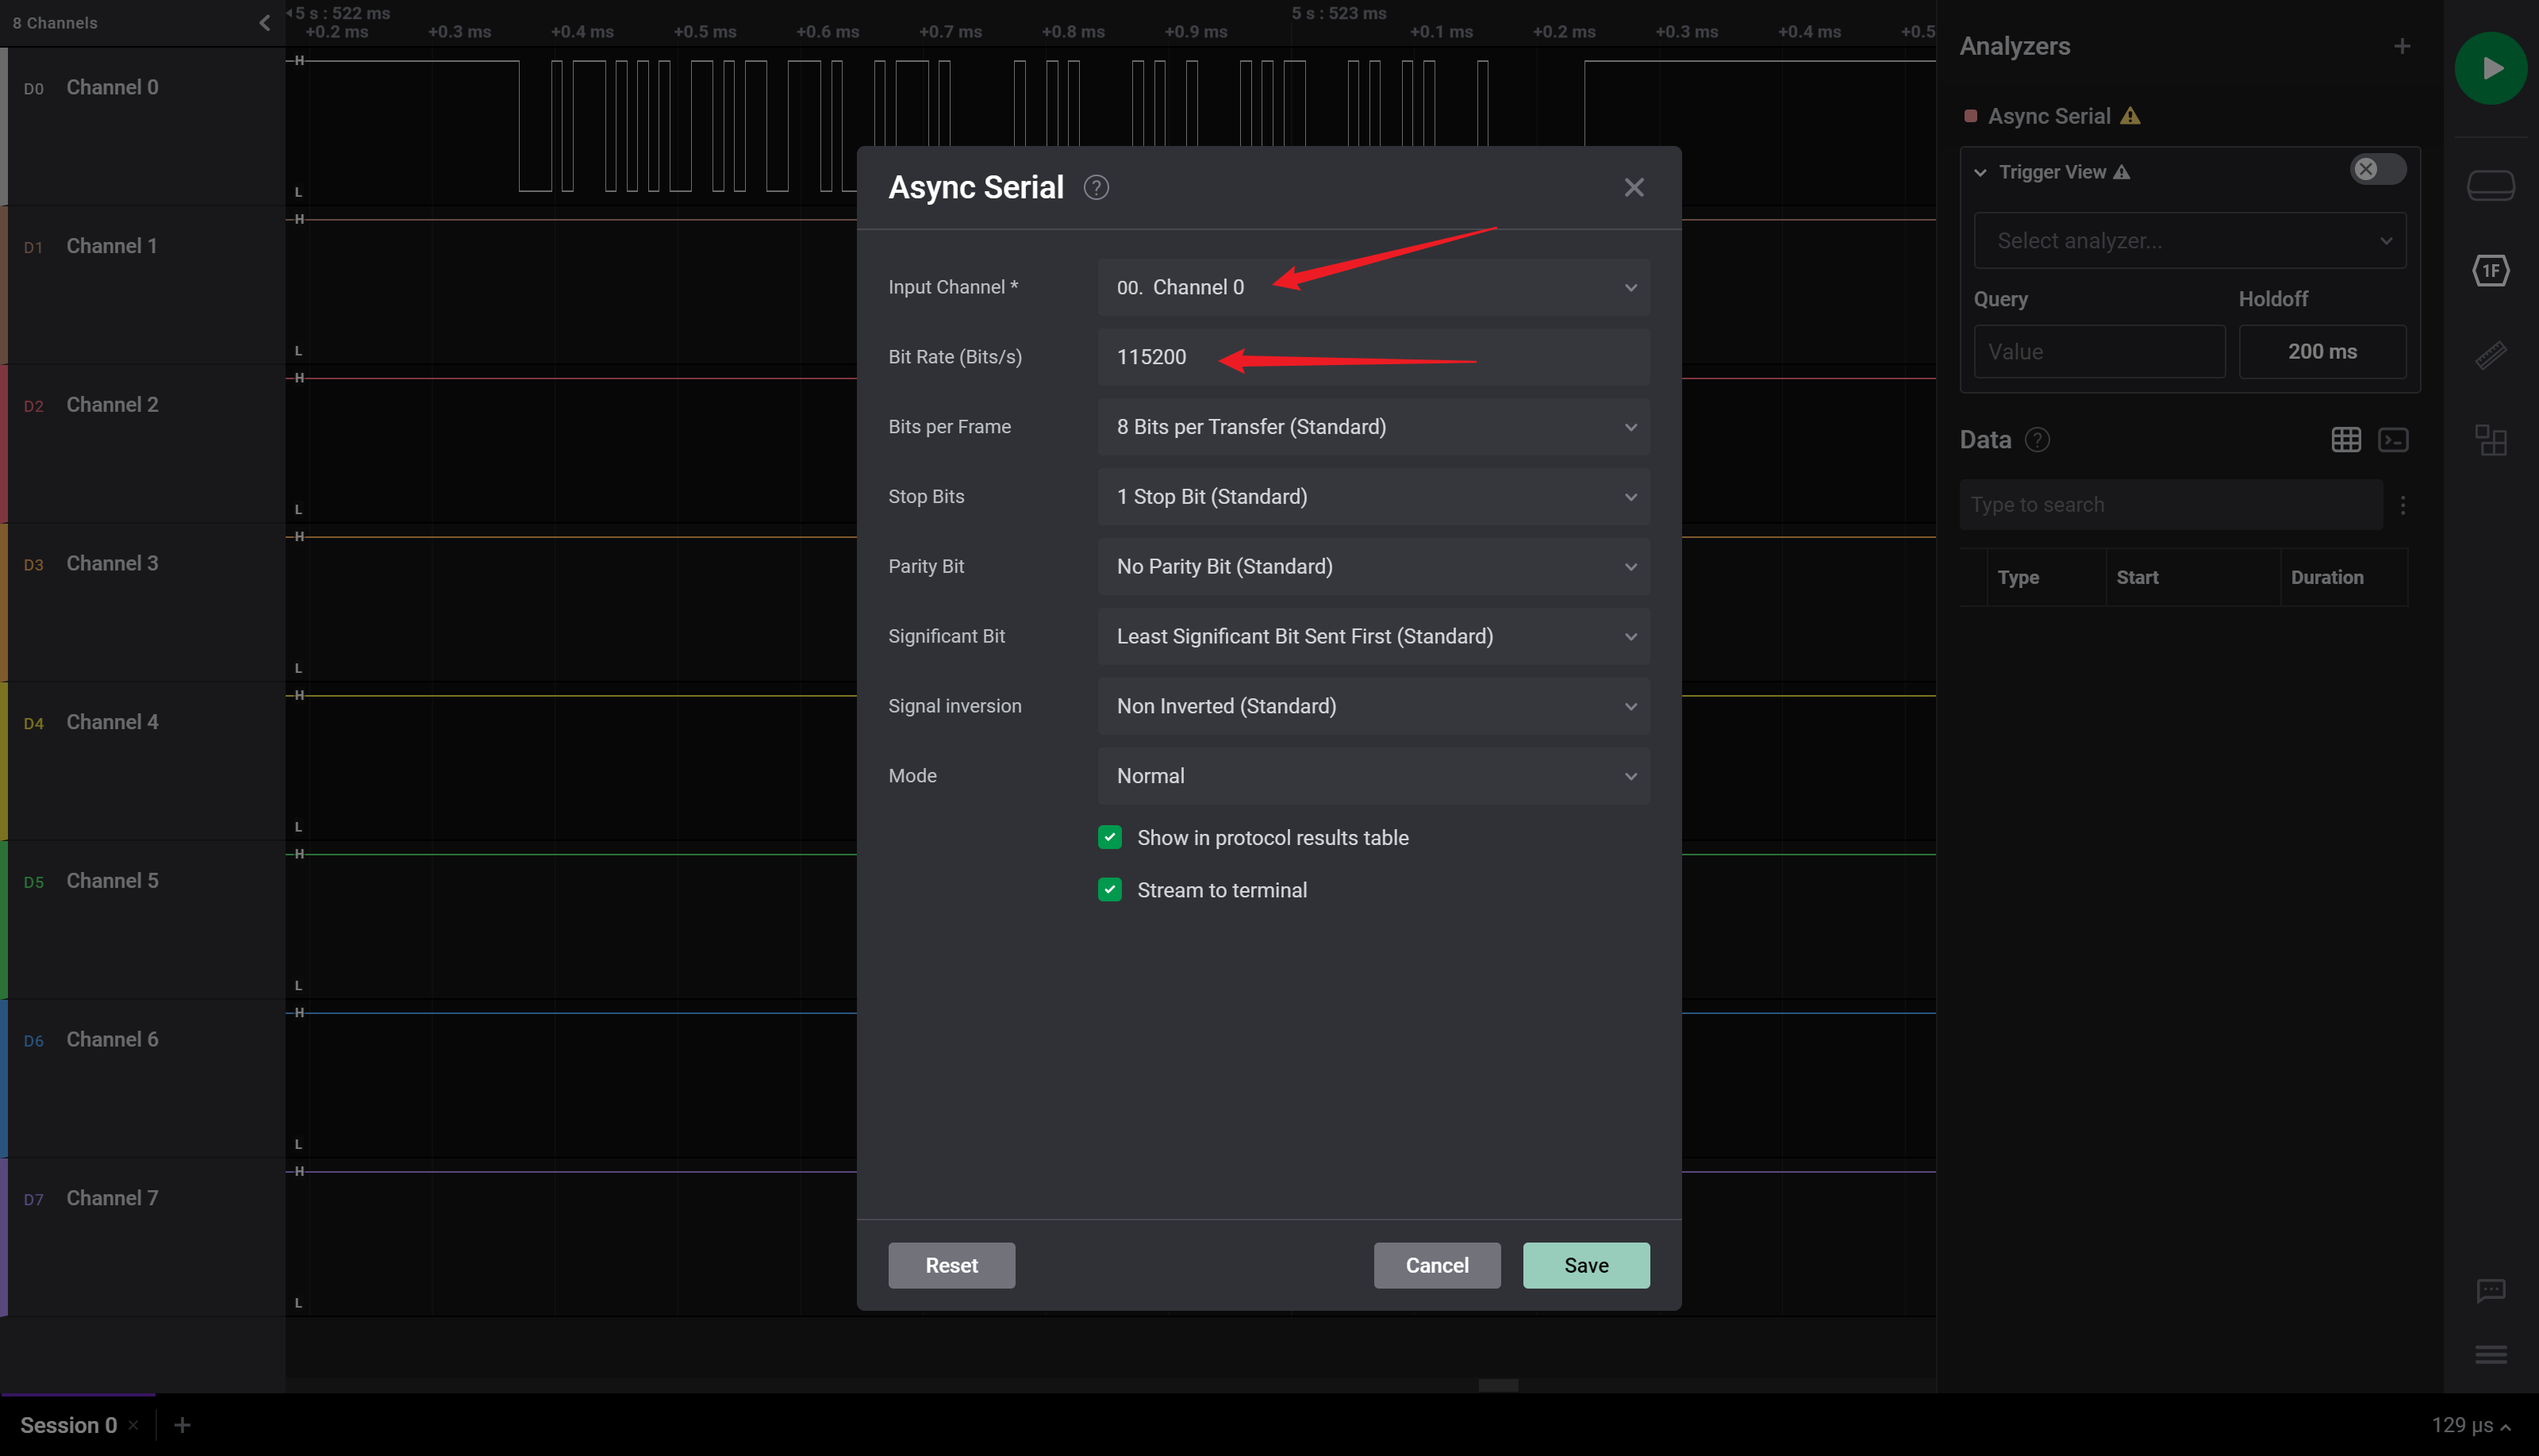 8 Channels
5 s : 522 ms
5 s : 523 ms
+0.2 ms
+0.3 ms
+0.4 ms
+0.5 ms
+0.6 ms
+0.7 ms
+0.8 ms
+0.9 ms
+0.1 ms
+0.2 ms
+0.3 ms
+0.4 ms
+0.5
D0 Channel 0
H
L
D1 Channel 1
H
L
D2 Channel 2
H
L
D3 Channel 3
H
L
D4 Channel 4
H
L
D5 Channel 5
H
L
D6 Channel 6
H
L
D7 Channel 7
H
L
Async Serial ?
Input Channel * 00. Channel 0
Bit Rate (Bits/s) 115200
Bits per Frame 8 Bits per Transfer (Standard)
Stop Bits 1 Stop Bit (Standard)
Parity Bit No Parity Bit (Standard)
Significant Bit Least Significant Bit Sent First (Standard)
Signal inversion Non Inverted (Standard)
Mode Normal
Show in protocol results table
Stream to terminal
Reset Cancel Save
Analyzers +
Async Serial
Trigger View
Select analyzer...
Query Holdoff
Value 200 ms
Data ?
Type to search
Type Start Duration
1F
Session 0 × +
129 µs